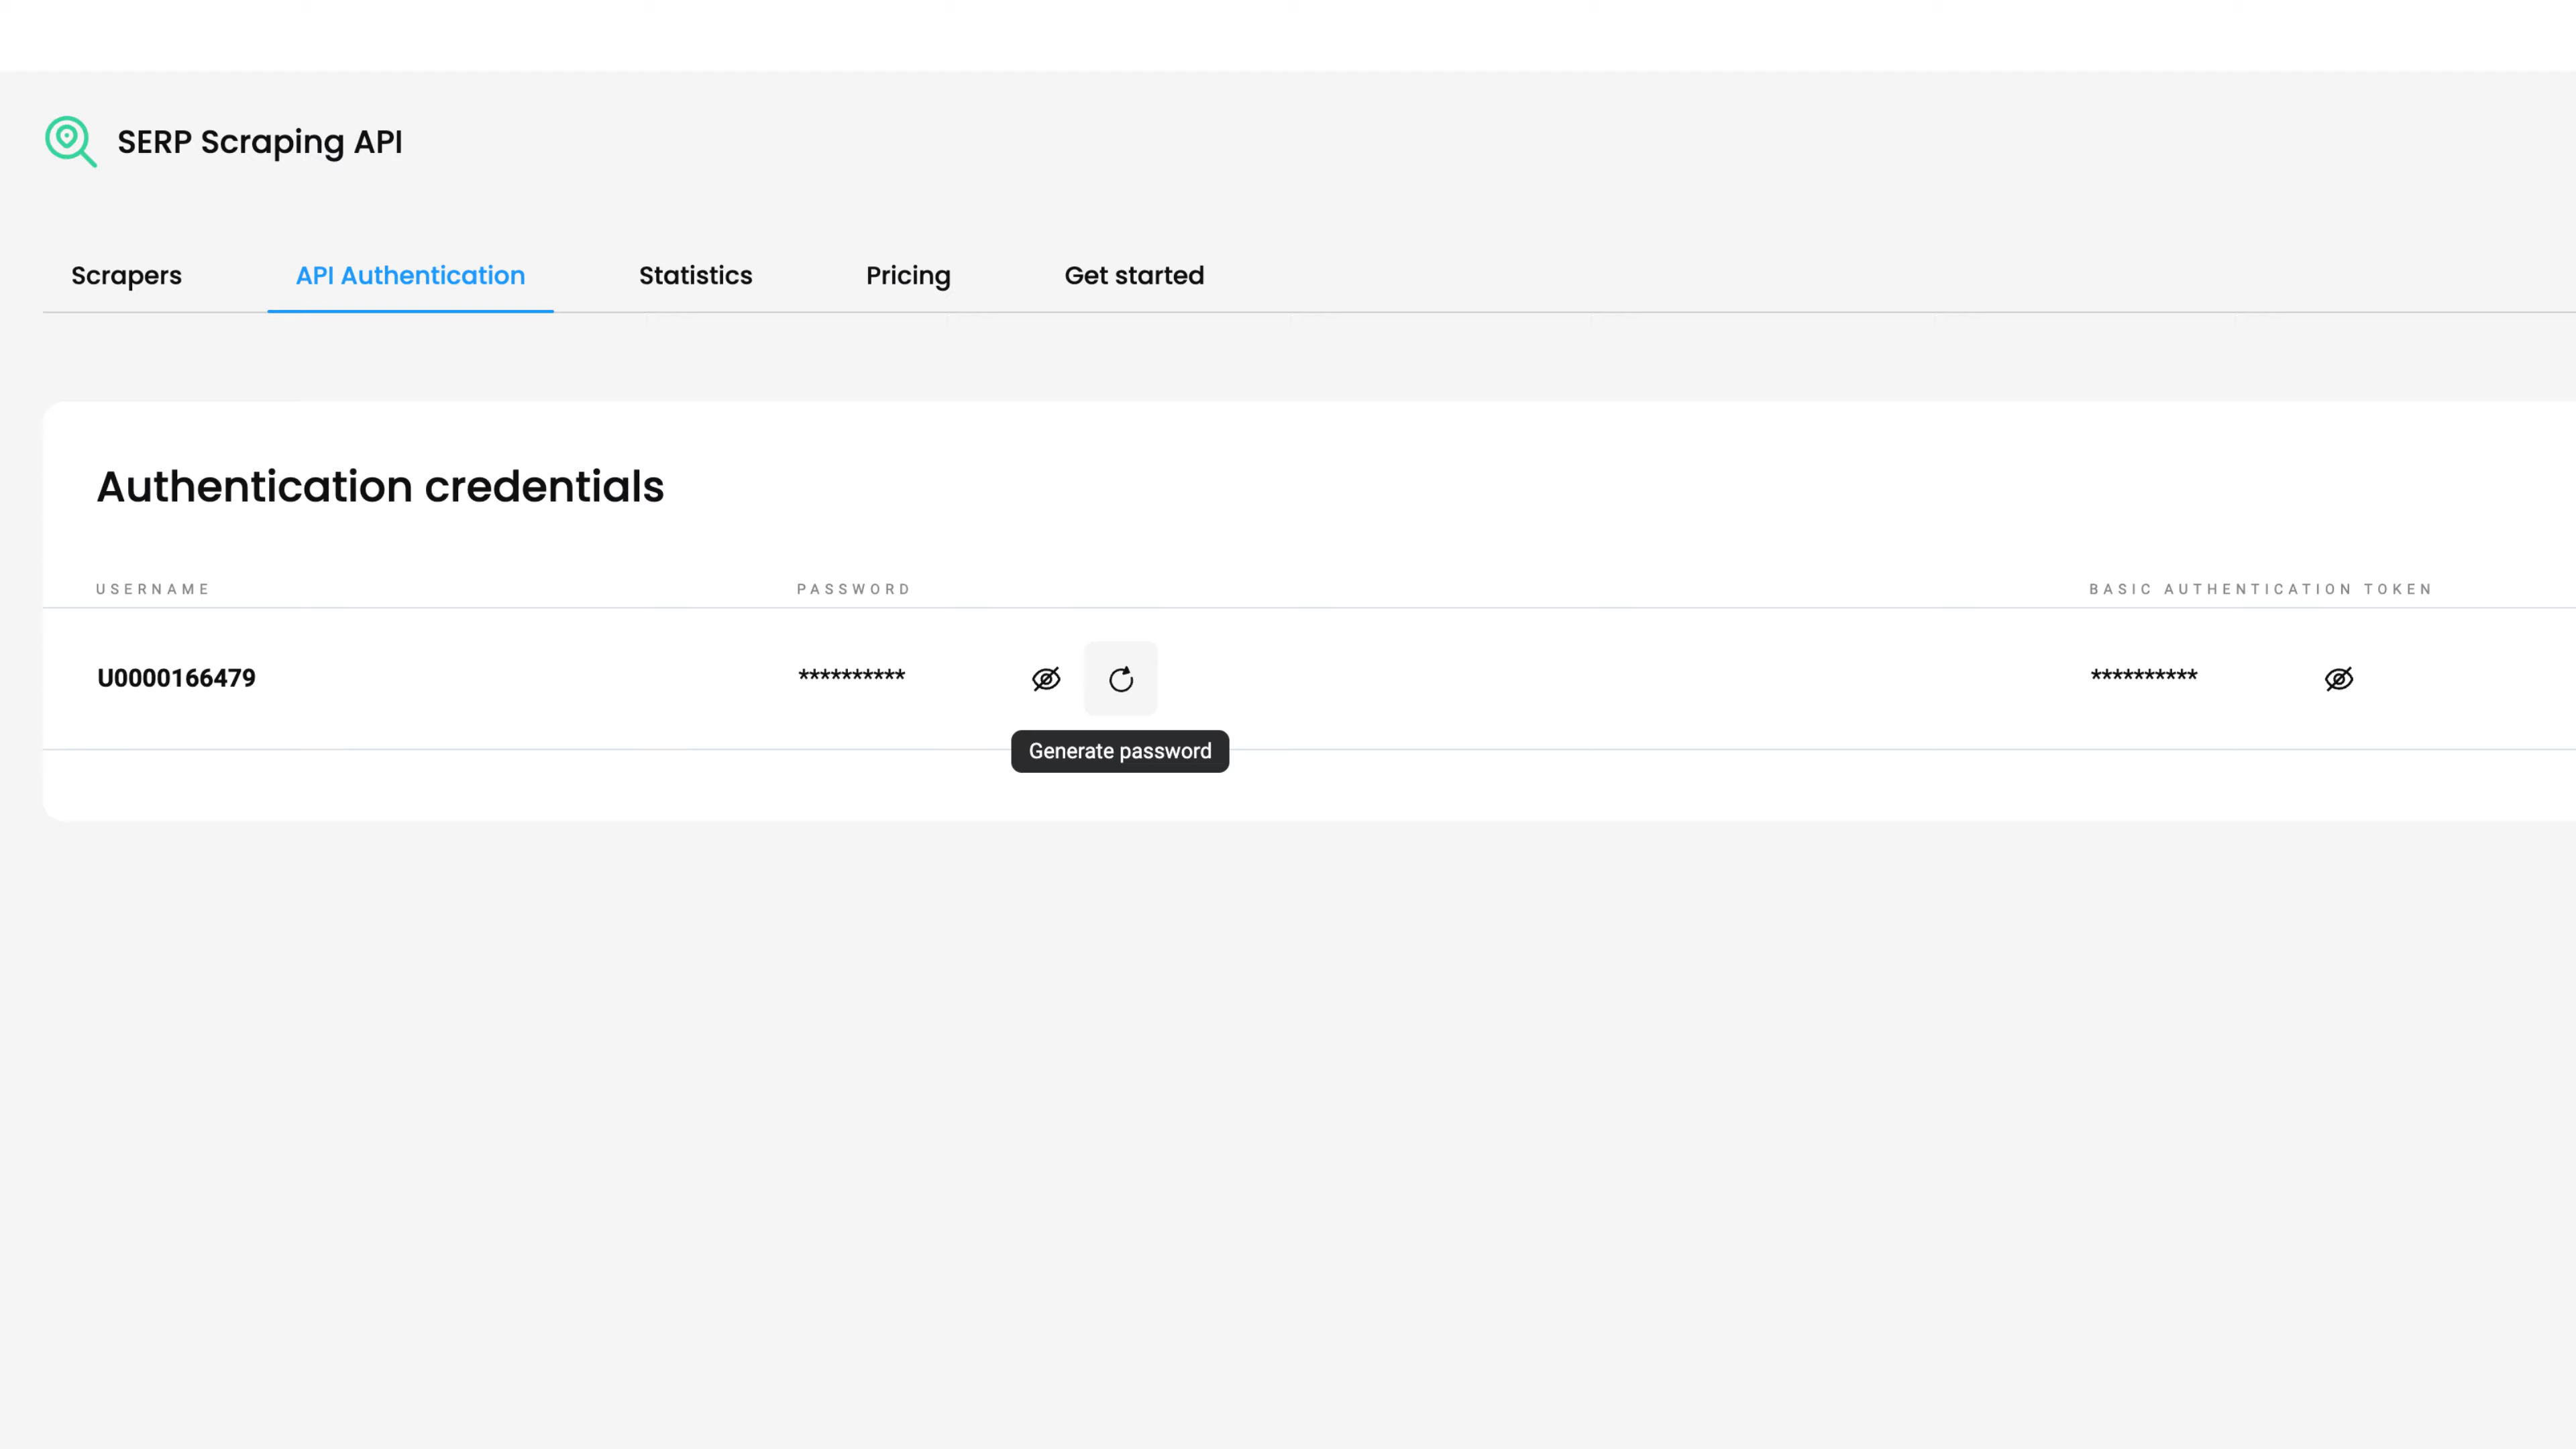 SERP Scraping API
Scrapers API Authentication Statistics Pricing Get started
Authentication credentials
USERNAME PASSWORD BASIC AUTHENTICATION TOKEN
U0000166479 ********** **********
Generate password